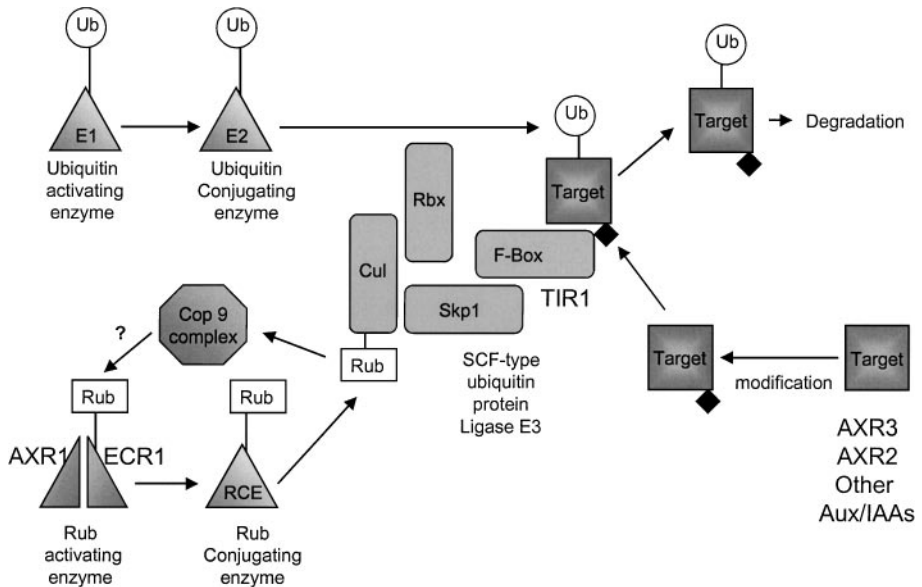 Ub
Ub
Ub
Ub
E1
E2
Target
Degradation
Ubiquitin
activating
enzyme
Ubiquitin
Conjugating
enzyme
Rbx
Target
Cul
F-Box
TIR1
Skp1
Cop 9
complex
?
Rub
SCF-type
ubiquitin
protein
Ligase E3
Target
modification
Target
AXR3
AXR2
Other
Aux/IAAs
Rub
Rub
AXR1
ECR1
RCE
Rub
activating
enzyme
Rub
Conjugating
enzyme